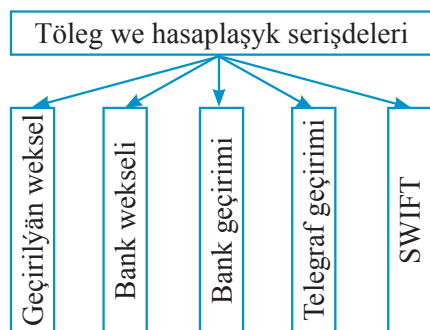 Töleg we hasaplaşyk serişdeleri
Geçirilýän weksel
Bank wekseli
Bank geçirimi
Telegraf geçirimi
SWIFT